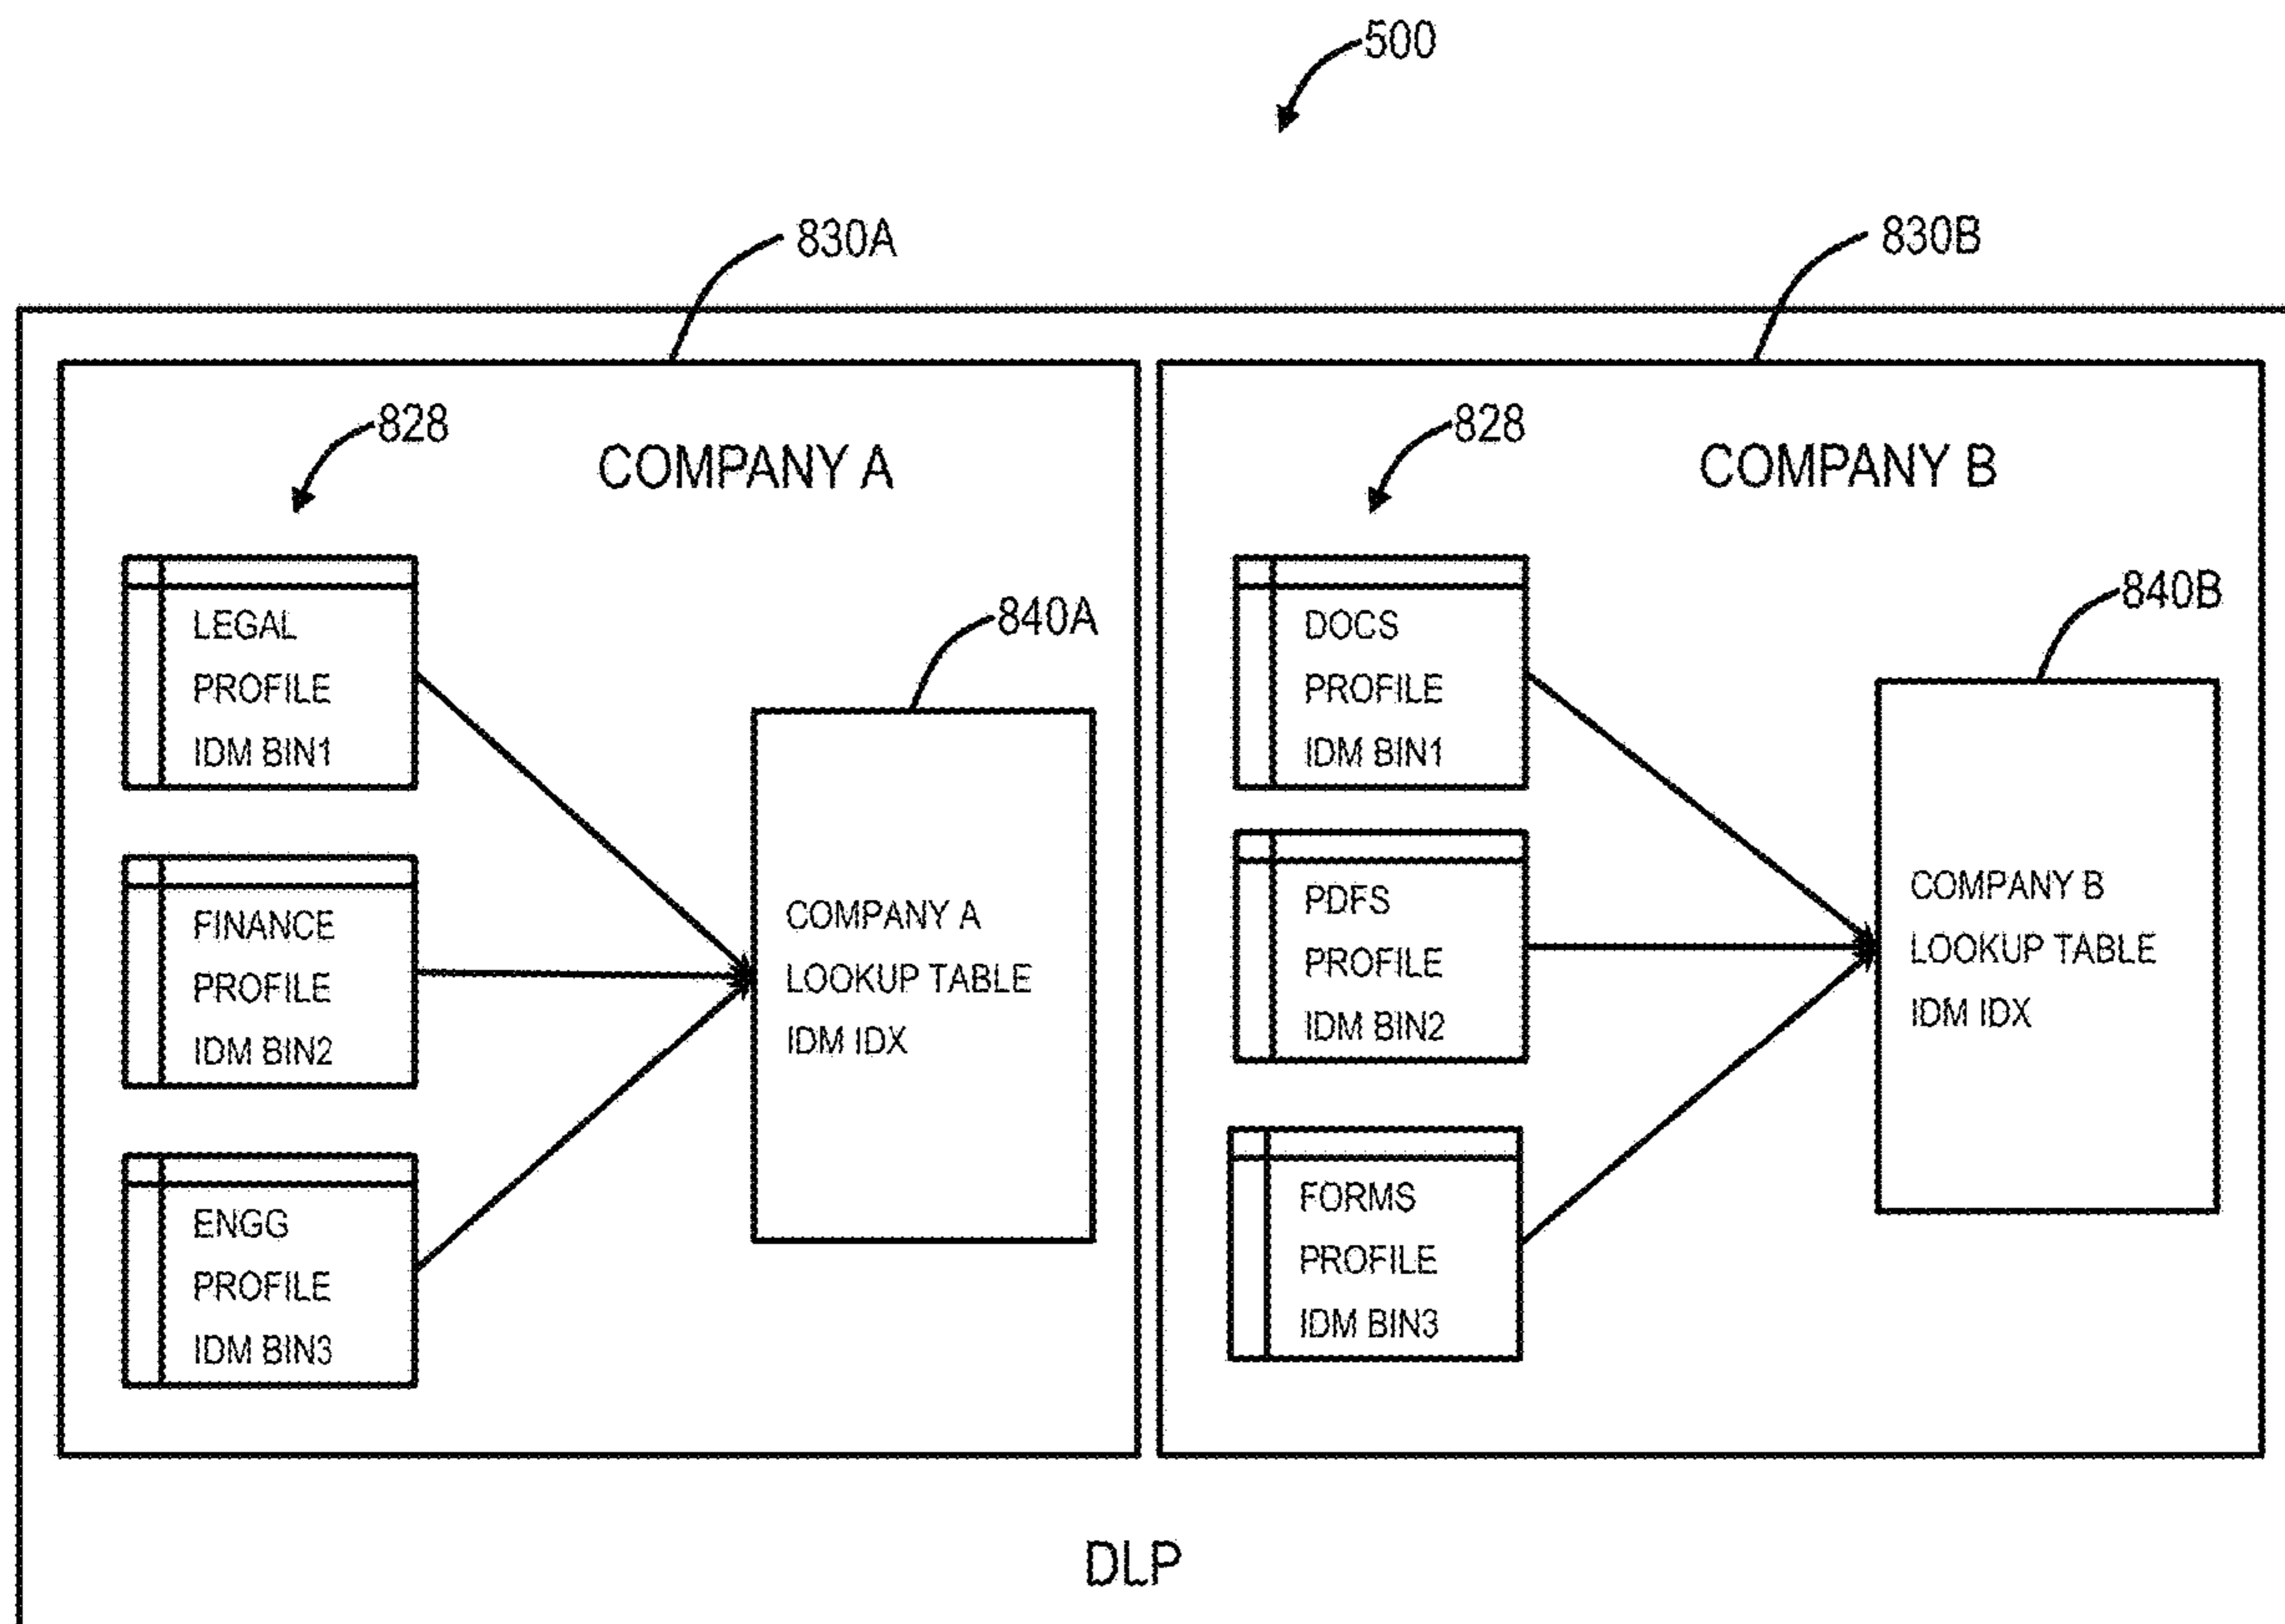 500
830A
830B
828
COMPANY A
LEGAL
PROFILE
IDM BIN1
FINANCE
PROFILE
IDM BIN2
ENGG
PROFILE
IDM BIN3
840A
COMPANY A
LOOKUP TABLE
IDM IDX
828
COMPANY B
DOCS
PROFILE
IDM BIN1
PDFS
PROFILE
IDM BIN2
FORMS
PROFILE
IDM BIN3
840B
COMPANY B
LOOKUP TABLE
IDM IDX
DLP